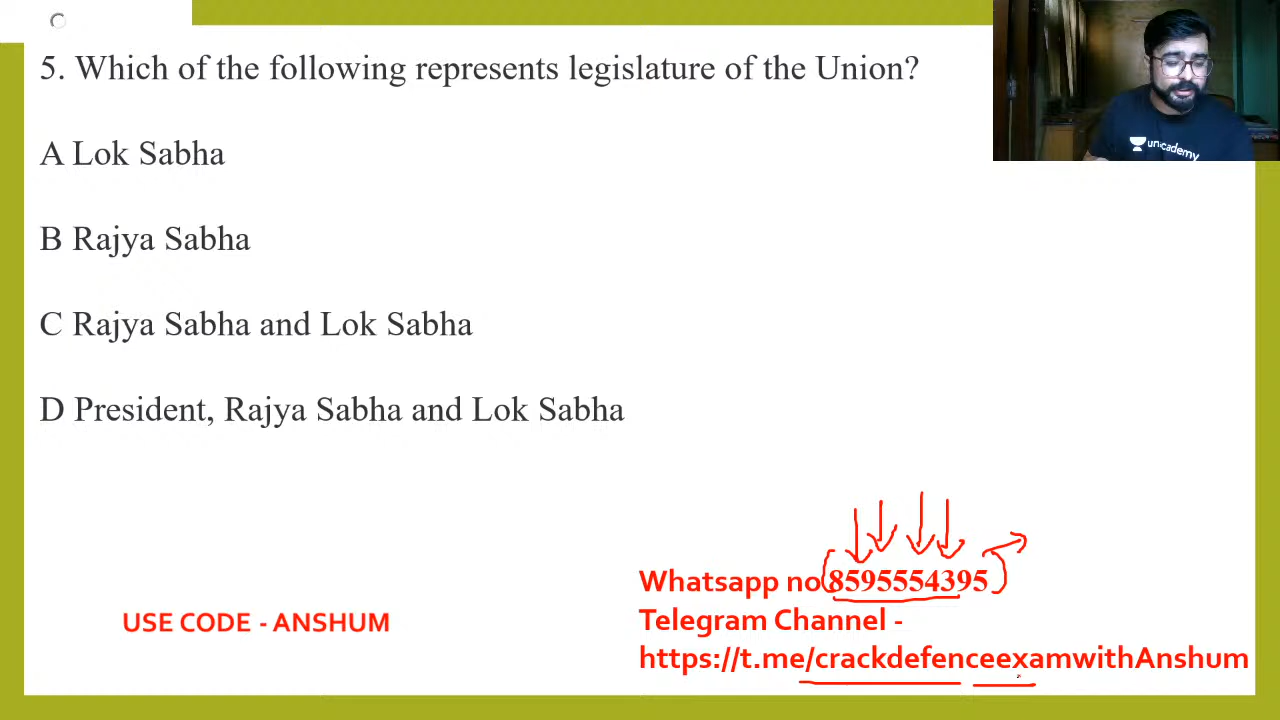 5. Which of the following represents legislature of the Union?
unacademy
A Lok Sabha
B Rajya Sabha
C Rajya Sabha and Lok Sabha
D President, Rajya Sabha and Lok Sabha
Whatsapp no 8595554395
USE CODE - ANSHUM
Telegram Channel -
https://t.me/crackdefenceexamwithAnshum